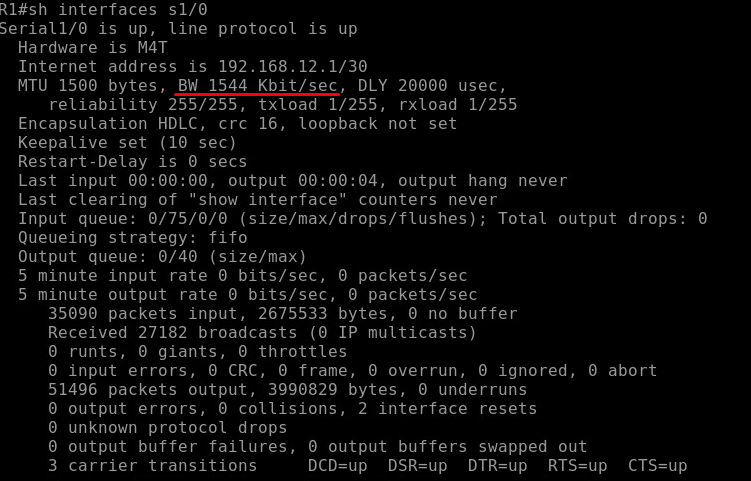 R1#sh interfaces s1/0
Serial1/0 is up, line protocol is up
Hardware is M4T
Internet address is 192.168.12.1/30
MTU 1500 bytes, BW 1544 Kbit/sec, DLY 20000 usec,
reliability 255/255, txload 1/255, rxload 1/255
Encapsulation HDLC, crc 16, loopback not set
Keepalive set (10 sec)
Restart-Delay is 0 secs
Last input 00:00:00, output 00:00:04, output hang never
Last clearing of "show interface" counters never
Input queue: 0/75/0/0 (size/max/drops/flushes); Total output drops: 0
Queueing strategy: fifo
Output queue: 0/40 (size/max)
5 minute input rate 0 bits/sec, 0 packets/sec
5 minute output rate 0 bits/sec, 0 packets/sec
35090 packets input, 2675533 bytes, 0 no buffer
Received 27182 broadcasts (0 IP multicasts)
0 runts, 0 giants, 0 throttles
0 input errors, 0 CRC, 0 frame, 0 overrun, 0 ignored, 0 abort
51496 packets output, 3990829 bytes, 0 underruns
0 output errors, 0 collisions, 2 interface resets
0 unknown protocol drops
0 output buffer failures, 0 output buffers swapped out
3 carrier transitions     DCD=up  DSR=up  DTR=up  RTS=up  CTS=up